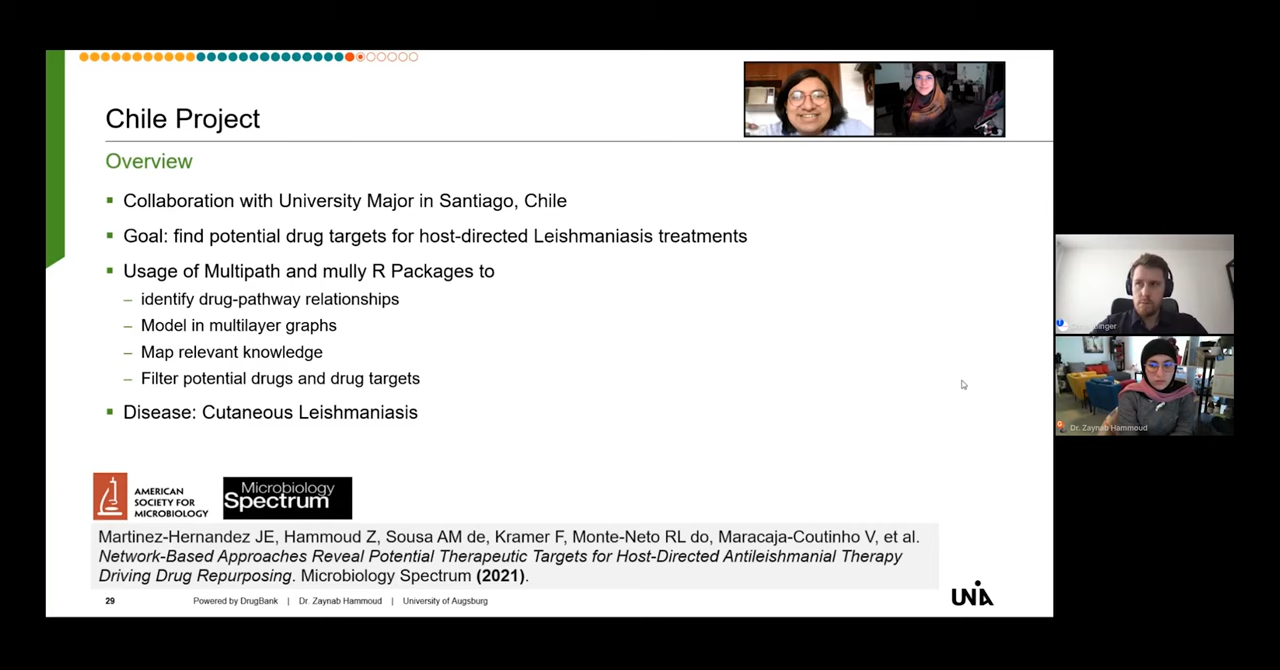 Chile Project
Overview
Collaboration with University Major in Santiago, Chile
Goal: find potential drug targets for host-directed Leishmaniasis treatments
Usage of Multipath and mully R Packages to
– identify drug-pathway relationships
– Model in multilayer graphs
– Map relevant knowledge
– Filter potential drugs and drug targets
Disease: Cutaneous Leishmaniasis
AMERICAN
SOCIETY FOR
MICROBIOLOGY
Microbiology
Spectrum
Martinez-Hernandez JE, Hammoud Z, Sousa AM de, Kramer F, Monte-Neto RL do, Maracaja-Coutinho V, et al.
Network-Based Approaches Reveal Potential Therapeutic Targets for Host-Directed Antileishmanial Therapy
Driving Drug Repurposing. Microbiology Spectrum (2021).
29 Powered by DrugBank | Dr. Zaynab Hammoud | University of Augsburg
UNIA
Dr. Zaynab Hammoud